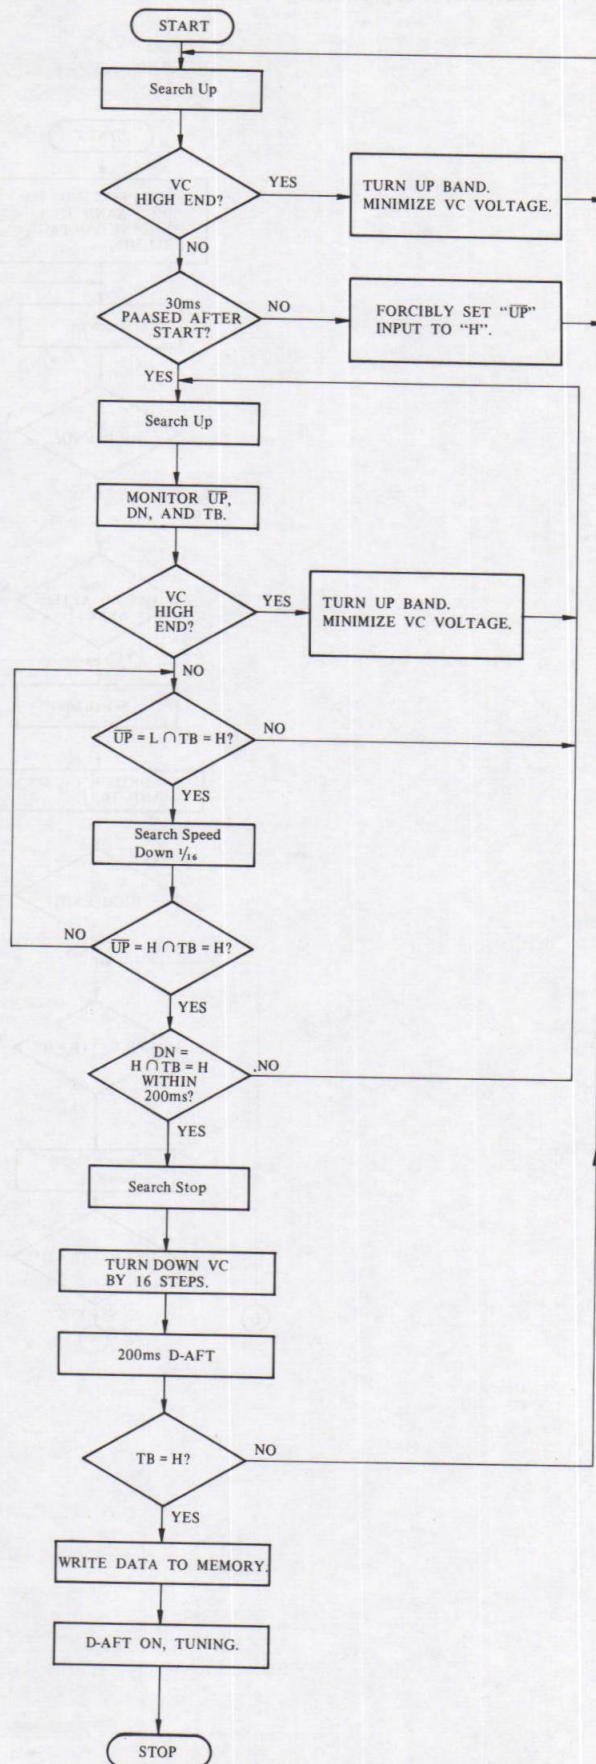 START
Search Up
VC
HIGH END?
YES
TURN UP BAND.
MINIMIZE VC VOLTAGE.
NO
30ms
PAASED AFTER
START?
NO
FORCIBLY SET “U̅P̅”
INPUT TO “H”.
YES
Search Up
MONITOR U̅P̅,
DN, AND TB.
VC
HIGH
END?
YES
TURN UP BAND.
MINIMIZE VC VOLTAGE.
NO
U̅P̅ = L ∩ TB = H?
NO
YES
Search Speed
Down 1/16
NO
U̅P̅ = H ∩ TB = H?
YES
DN =
H ∩ TB = H
WITHIN
200ms?
NO
YES
Search Stop
TURN DOWN VC
BY 16 STEPS.
200ms D-AFT
TB = H?
NO
YES
WRITE DATA TO MEMORY.
D-AFT ON, TUNING.
STOP